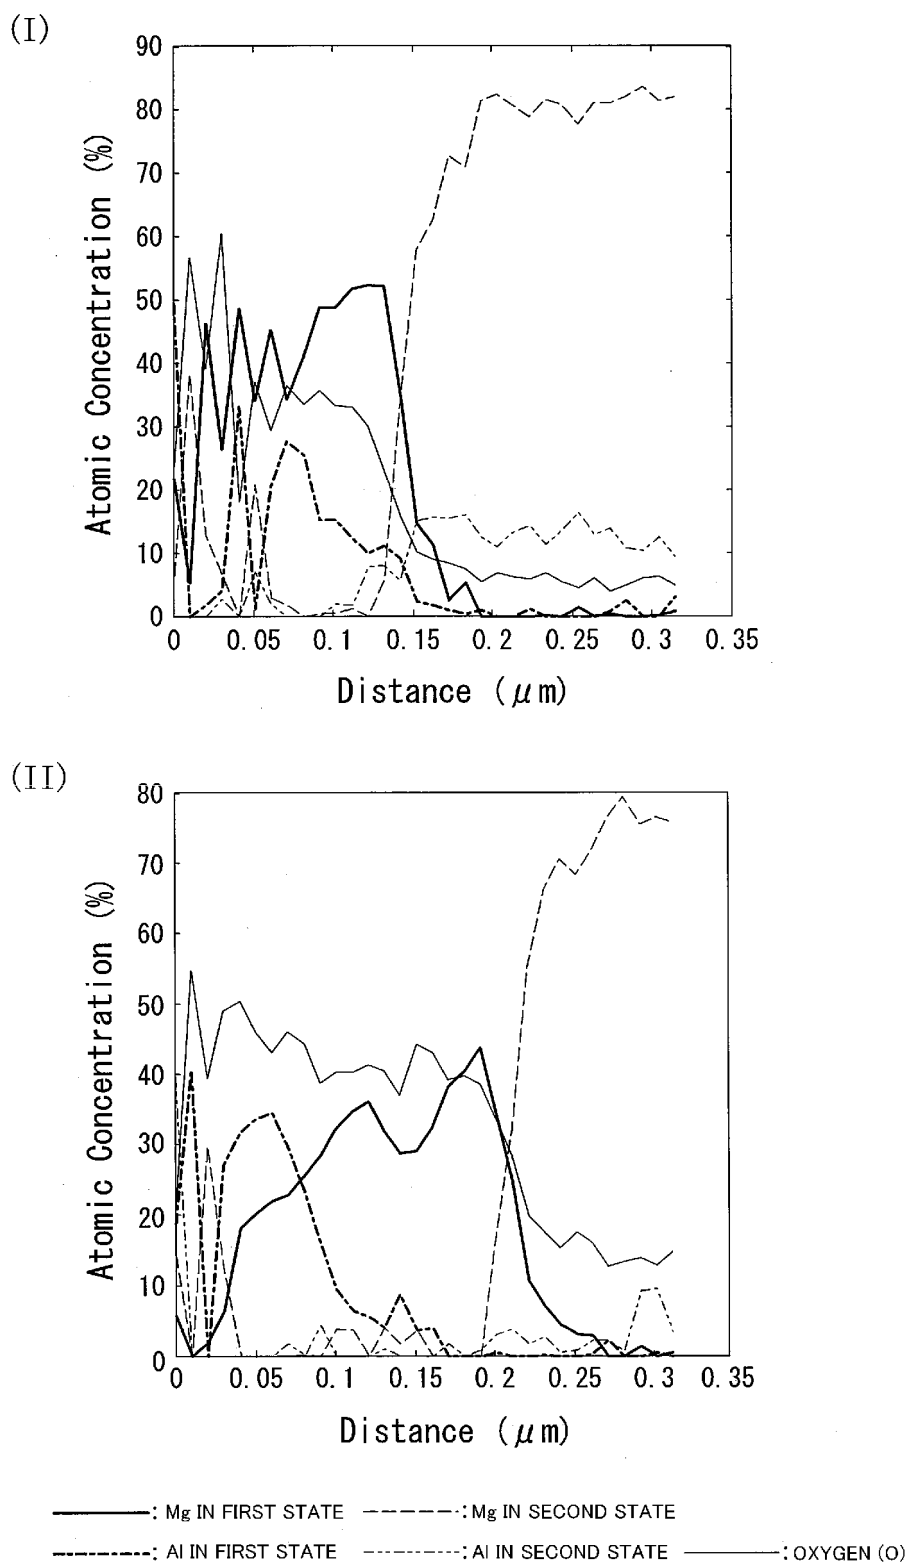 (I)
90
80
70
60
50
40
30
20
10
0
Atomic Concentration (%)
0 0.05 0.1 0.15 0.2 0.25 0.3 0.35
Distance (μm)
(II)
80
70
60
50
40
30
20
10
0
Atomic Concentration (%)
0 0.05 0.1 0.15 0.2 0.25 0.3 0.35
Distance (μm)
: Mg IN FIRST STATE : Mg IN SECOND STATE
: Al IN FIRST STATE : Al IN SECOND STATE : OXYGEN (O)